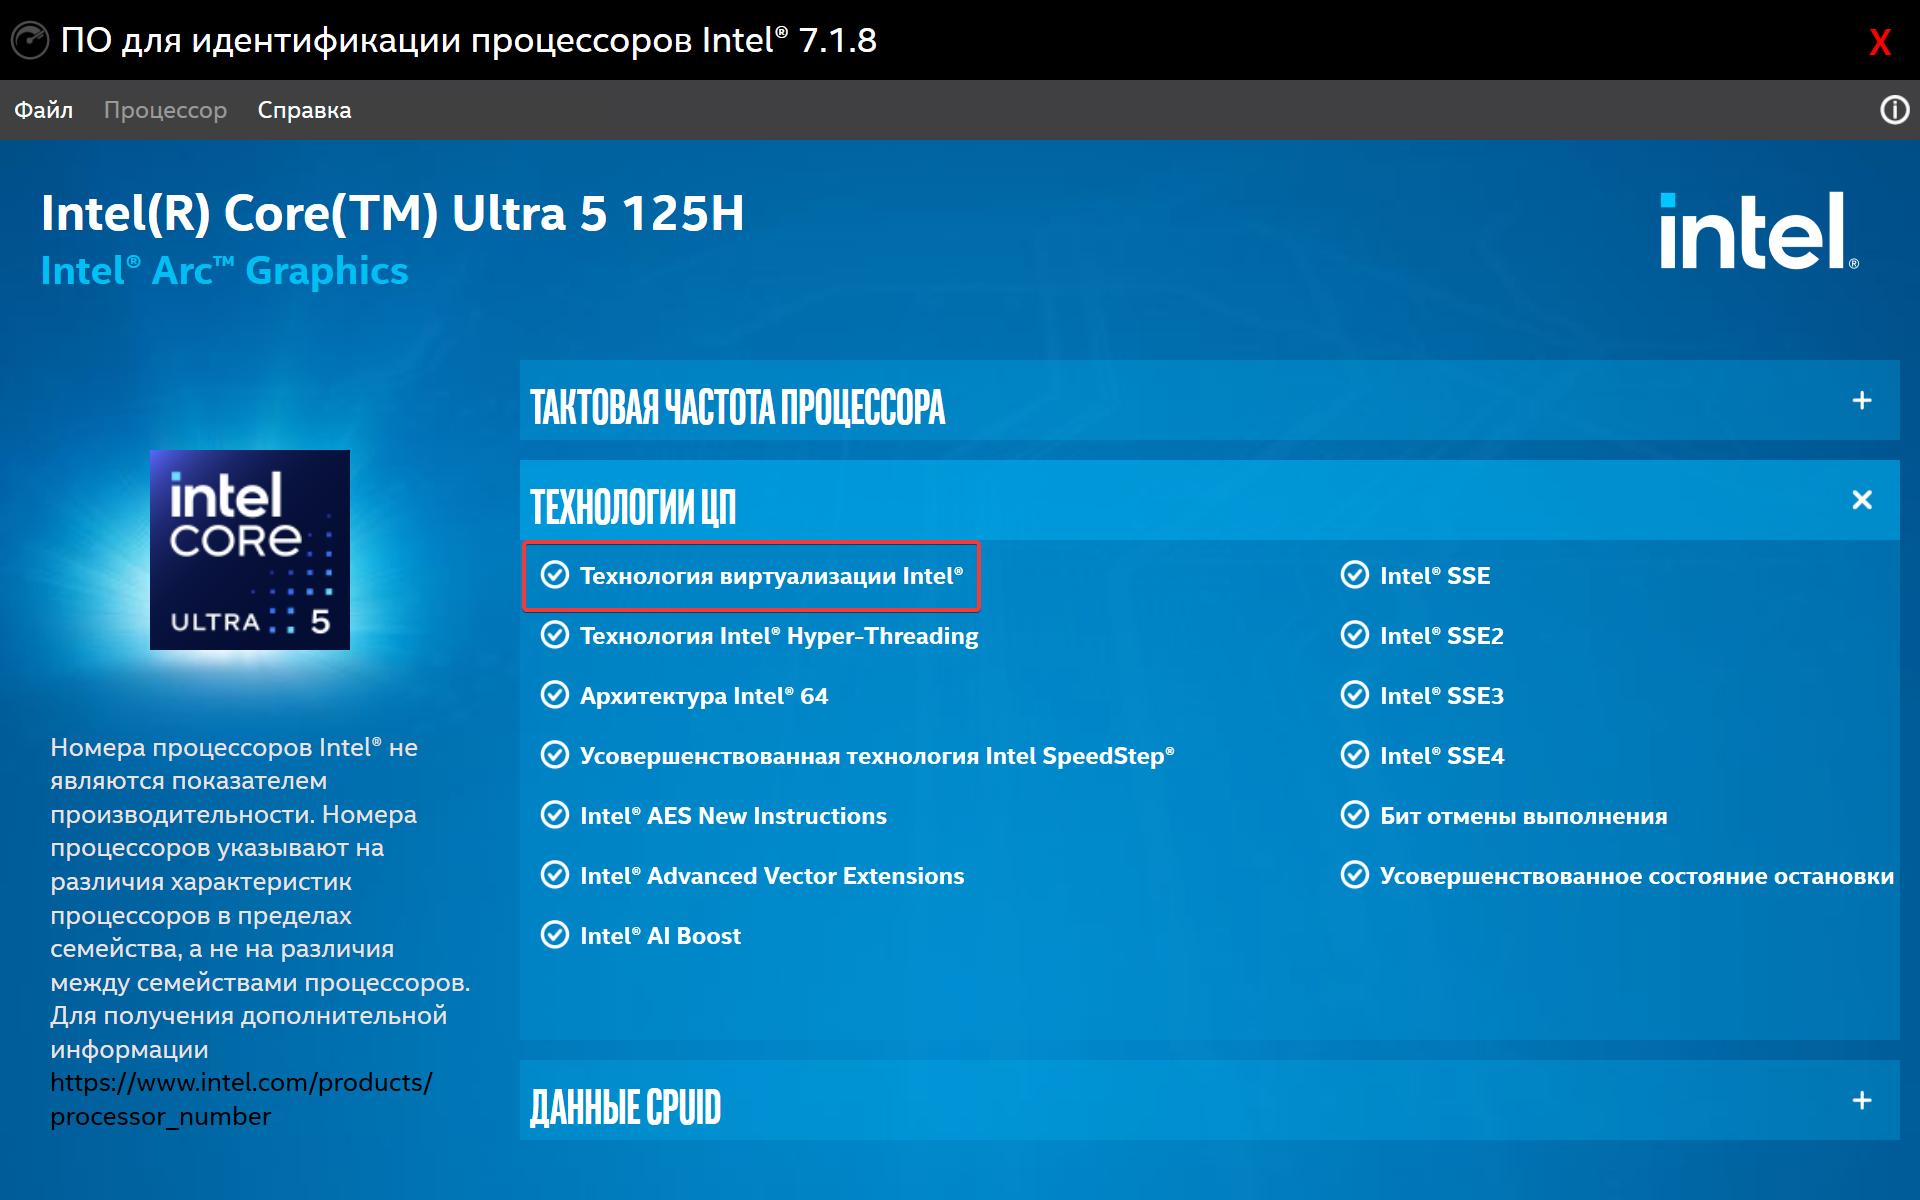 ПО для идентификации процессоров Intel® 7.1.8
X
Файл Процессор Справка
Intel(R) Core(TM) Ultra 5 125H
Intel® Arc™ Graphics
intel®
ТАКТОВАЯ ЧАСТОТА ПРОЦЕССОРА
ТЕХНОЛОГИИ ЦП
Технология виртуализации Intel®
Технология Intel® Hyper-Threading
Архитектура Intel® 64
Усовершенствованная технология Intel SpeedStep®
Intel® AES New Instructions
Intel® Advanced Vector Extensions
Intel® AI Boost
Intel® SSE
Intel® SSE2
Intel® SSE3
Intel® SSE4
Бит отмены выполнения
Усовершенствованное состояние остановки
intel
CORe
ULTRA 5
Номера процессоров Intel® не
являются показателем
производительности. Номера
процессоров указывают на
различия характеристик
процессоров в пределах
семейства, а не на различия
между семействами процессоров.
Для получения дополнительной
информации
https://www.intel.com/products/
processor_number
ДАННЫЕ CPUID